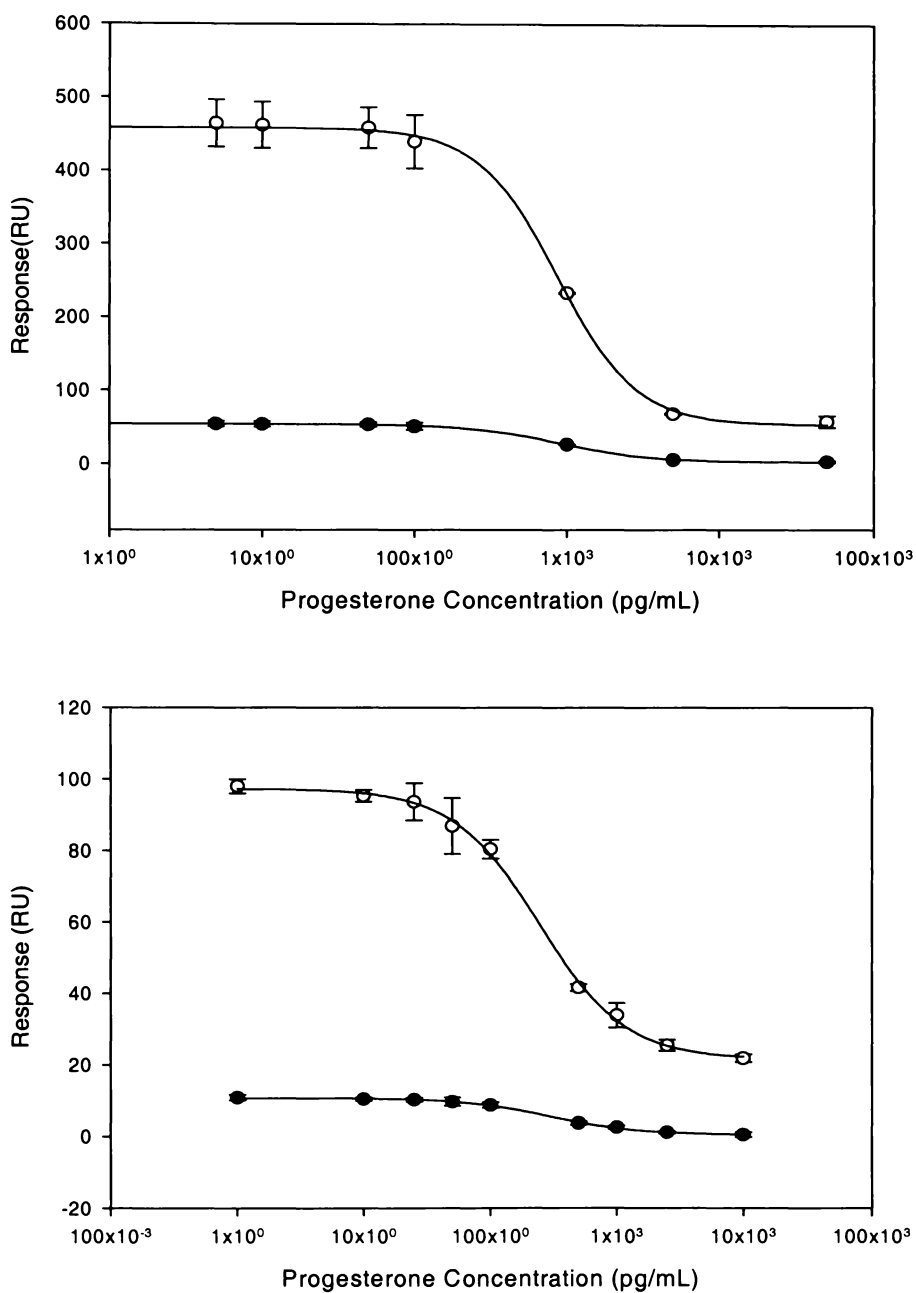 600
500
400
300
200
100
0
Response(RU)
1x10⁰ 10x10⁰ 100x10⁰ 1x10³ 10x10³ 100x10³
Progesterone Concentration (pg/mL)
120
100
80
60
40
20
0
-20
Response (RU)
100x10⁻³ 1x10⁰ 10x10⁰ 100x10⁰ 1x10³ 10x10³ 100x10³
Progesterone Concentration (pg/mL)